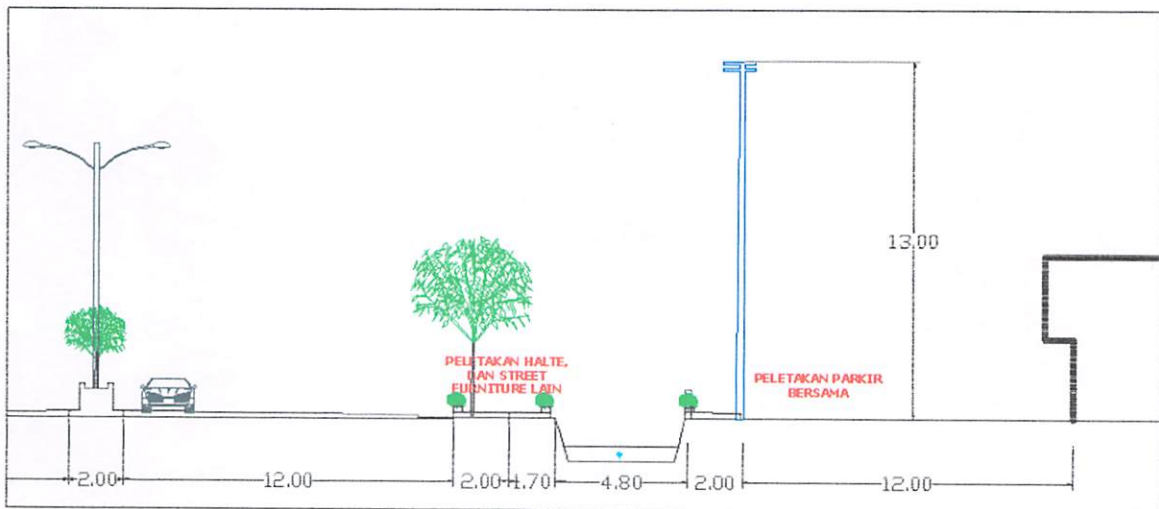 13.00
PELETAKAN HALTE,
DAN STREET
FURNITURE LAIN
PELETAKAN PARKIR
BERSAMA
2.00
12.00
2.00
1.70
4.80
2.00
12.00